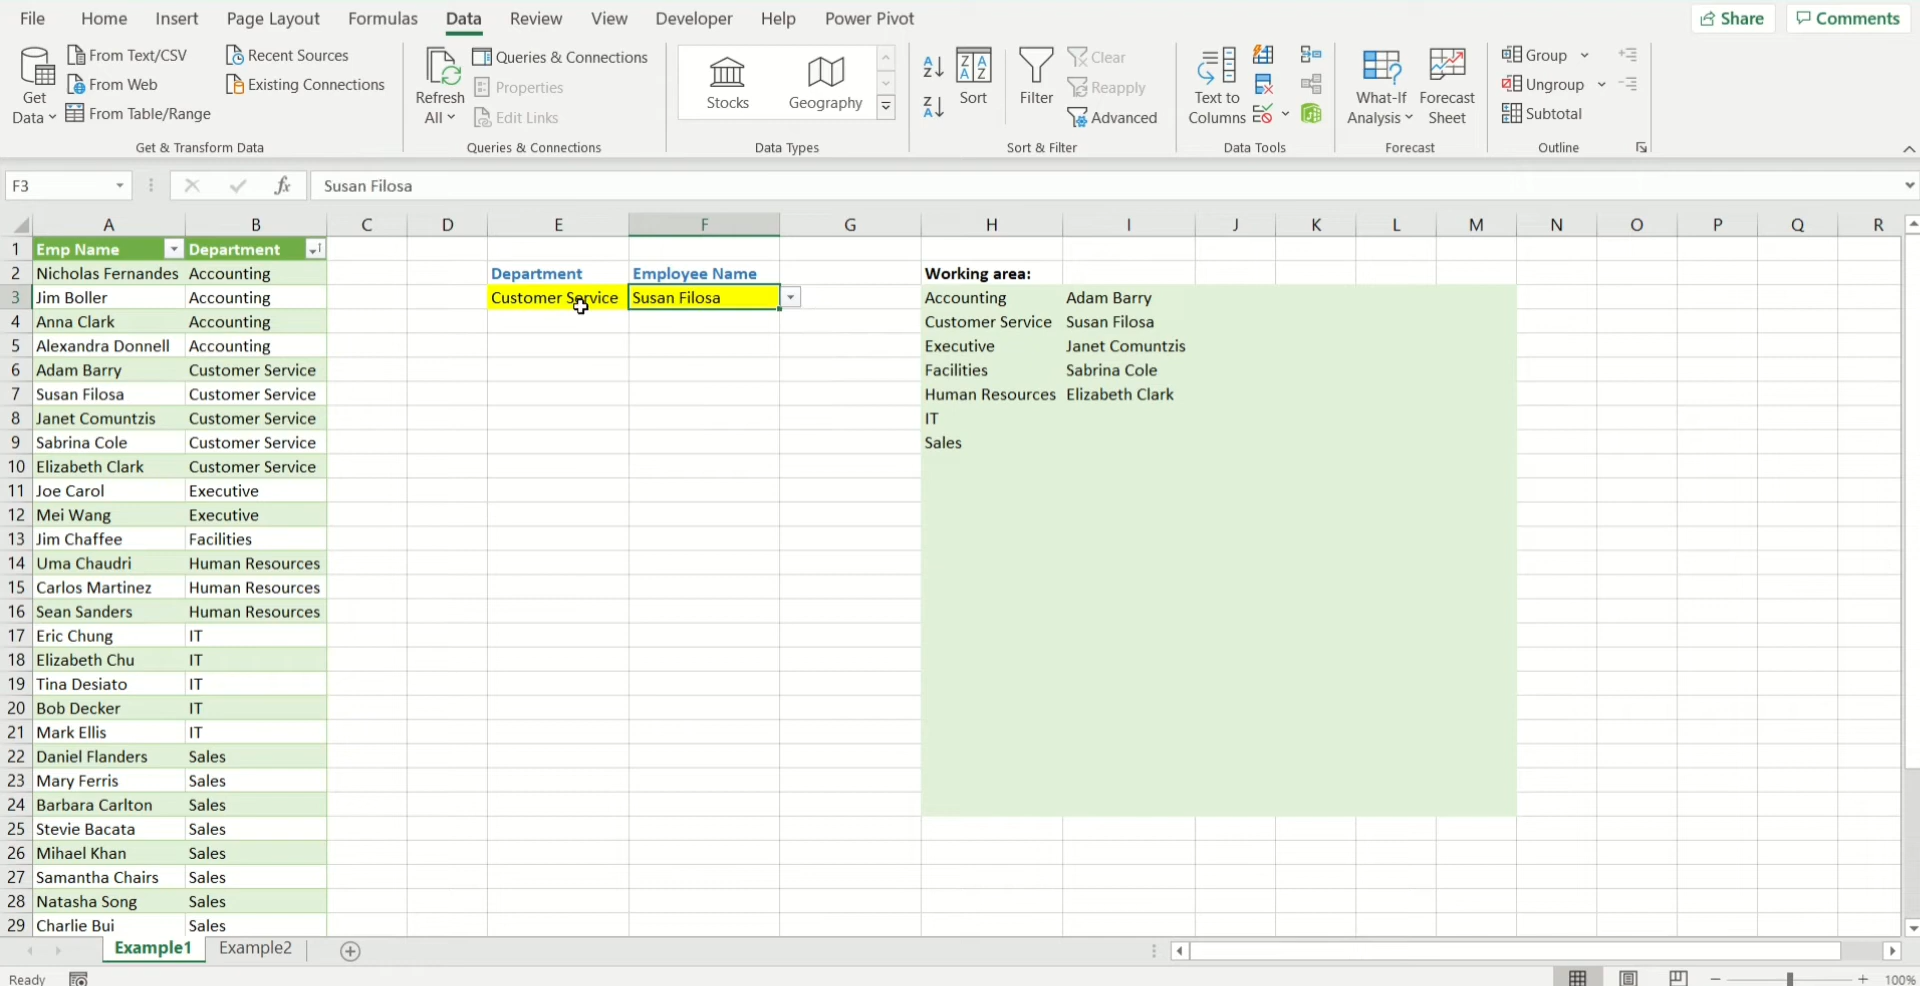 File Home Insert Page Layout Formulas Data Review View Developer Help Power Pivot Share Comments
Get Data
From Text/CSV
From Web
From Table/Range
Recent Sources
Existing Connections
Get & Transform Data
Refresh All
Queries & Connections
Properties
Edit Links
Queries & Connections
Stocks Geography
Data Types
Sort
Filter
Clear
Reapply
Advanced
Sort & Filter
Text to Columns
Data Tools
What-If Analysis
Forecast Sheet
Forecast
Group
Ungroup
Subtotal
Outline
F3 fx Susan Filosa
A B C D E F G H I J K L M N O P Q R
1 Emp Name Department
2 Nicholas Fernandes Accounting Department Employee Name Working area:
3 Jim Boller Accounting Customer Service Susan Filosa Accounting Adam Barry
4 Anna Clark Accounting Customer Service Susan Filosa
5 Alexandra Donnell Accounting Executive Janet Comuntzis
6 Adam Barry Customer Service Facilities Sabrina Cole
7 Susan Filosa Customer Service Human Resources Elizabeth Clark
8 Janet Comuntzis Customer Service IT
9 Sabrina Cole Customer Service Sales
10 Elizabeth Clark Customer Service
11 Joe Carol Executive
12 Mei Wang Executive
13 Jim Chaffee Facilities
14 Uma Chaudri Human Resources
15 Carlos Martinez Human Resources
16 Sean Sanders Human Resources
17 Eric Chung IT
18 Elizabeth Chu IT
19 Tina Desiato IT
20 Bob Decker IT
21 Mark Ellis IT
22 Daniel Flanders Sales
23 Mary Ferris Sales
24 Barbara Carlton Sales
25 Stevie Bacata Sales
26 Mihael Khan Sales
27 Samantha Chairs Sales
28 Natasha Song Sales
29 Charlie Bui Sales
Example1 Example2
Ready 100%